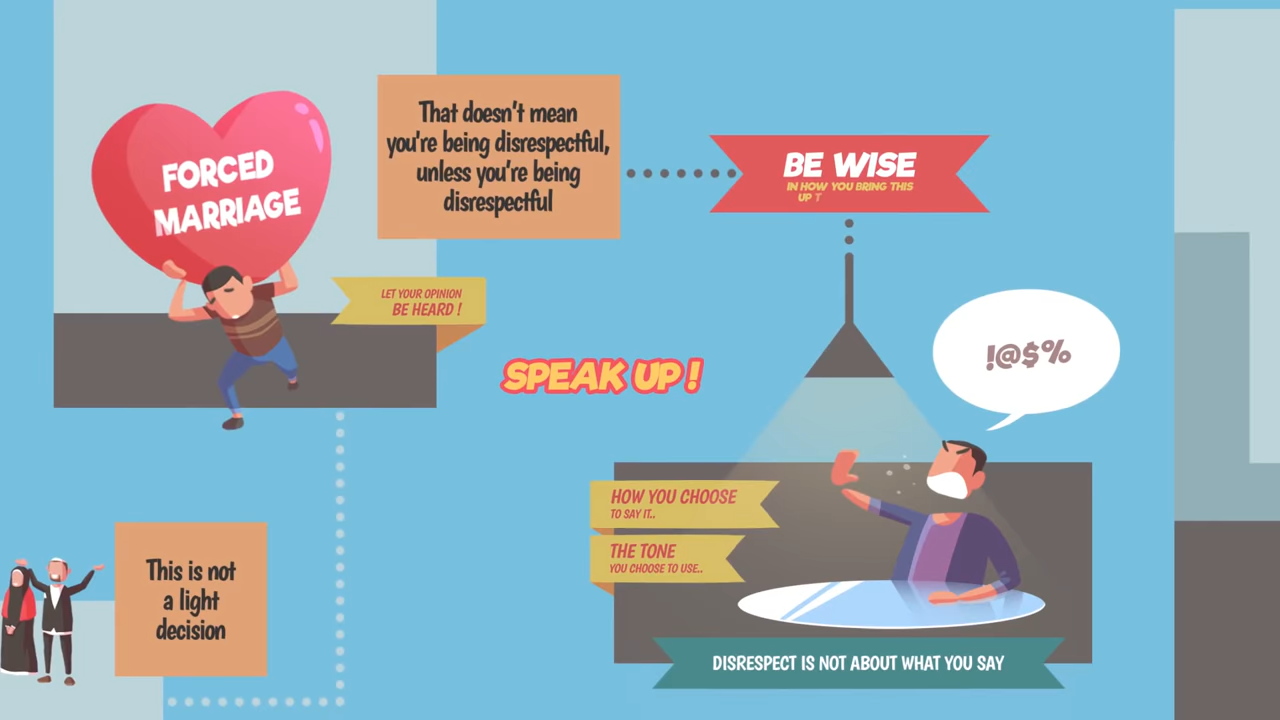 FORCED
MARRIAGE
That doesn't mean
you're being disrespectful,
unless you're being
disrespectful
BE WISE
IN HOW YOU BRING THIS
UP T
LET YOUR OPINION
BE HEARD !
SPEAK UP !
!@$%
HOW YOU CHOOSE
TO SAY IT..
THE TONE
YOU CHOOSE TO USE..
This is not
a light
decision
DISRESPECT IS NOT ABOUT WHAT YOU SAY